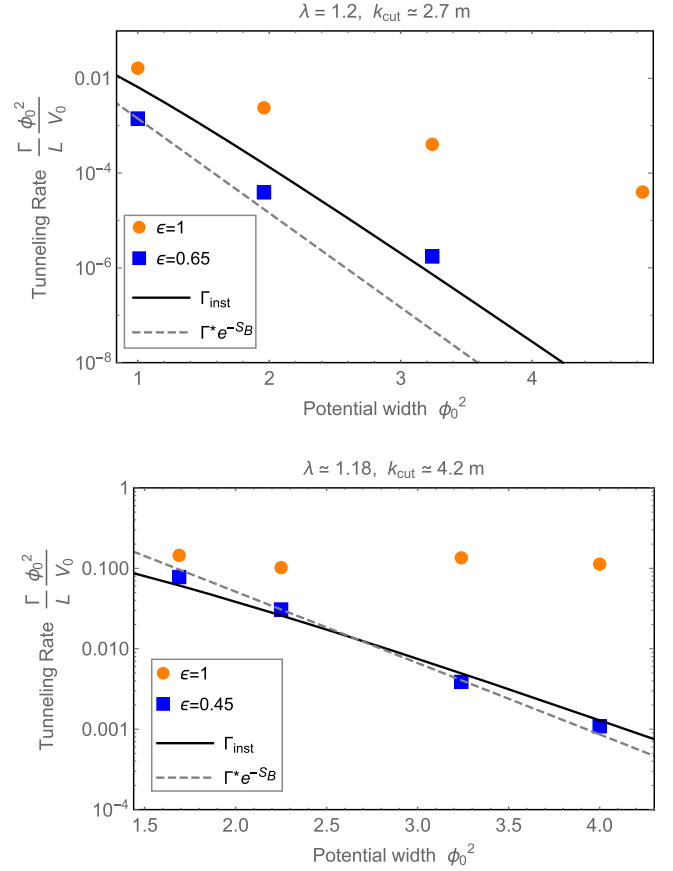 λ = 1.2, k_cut ≃ 2.7 m
Tunneling Rate Γ/L ϕ₀²/V₀
0.01
10⁻⁴
10⁻⁶
10⁻⁸
ϵ=1
ϵ=0.65
Γ_inst
Γ* e^(-S_B)
1 2 3 4
Potential width ϕ₀²
λ ≃ 1.18, k_cut ≃ 4.2 m
Tunneling Rate Γ/L ϕ₀²/V₀
1
0.100
0.010
0.001
10⁻⁴
ϵ=1
ϵ=0.45
Γ_inst
Γ* e^(-S_B)
1.5 2.0 2.5 3.0 3.5 4.0
Potential width ϕ₀²